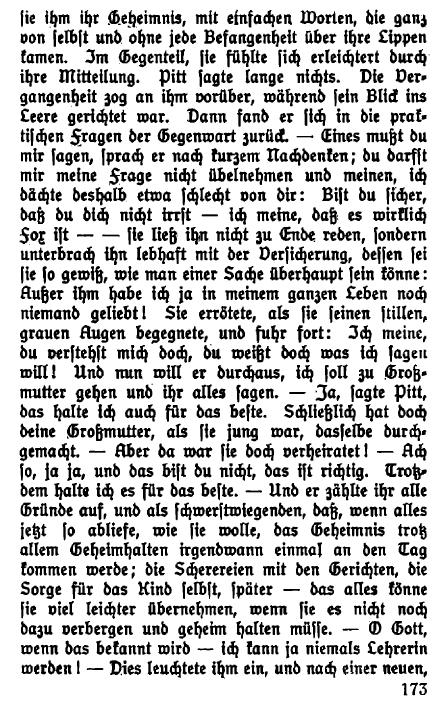 sie ihm ihr Geheimnis, mit einfachen Worten, die ganz
von selbst und ohne jede Befangenheit über ihre Lippen
kamen. Im Gegenteil, sie fühlte sich erleichtert durch
ihre Mitteilung. Pitt sagte lange nichts. Die Ver-
gangenheit zog an ihm vorüber, während sein Blick ins
Leere gerichtet war. Dann fand er sich in die prak-
tischen Fragen der Gegenwart zurück. — Eines mußt du
mir sagen, sprach er nach kurzem Nachdenken; du darfst
mir meine Frage nicht übelnehmen und meinen, ich
dächte deshalb etwa schlecht von dir: Bist du sicher,
daß du dich nicht irrst — ich meine, daß es wirklich
Fox ist — — sie ließ ihn nicht zu Ende reden, sondern
unterbrach ihn lebhaft mit der Versicherung, dessen sei
sie so gewiß, wie man einer Sache überhaupt sein könne:
Außer ihm habe ich ja in meinem ganzen Leben noch
niemand geliebt! Sie errötete, als sie seinen stillen,
grauen Augen begegnete, und fuhr fort: Ich meine,
du verstehst mich doch, du weißt doch was ich sagen
will! Und nun will er durchaus, ich soll zu Groß-
mutter gehen und ihr alles sagen. — Ja, sagte Pitt,
das halte ich auch für das beste. Schließlich hat doch
deine Großmutter, als sie jung war, dasselbe durch-
gemacht. — Aber da war sie doch verheiratet! — Ach
so, ja ja, und das bist du nicht, das ist richtig. Trotz-
dem halte ich es für das beste. — Und er zählte ihr alle
Gründe auf, und als schwerstwiegenden, daß, wenn alles
jetzt so abliefe, wie sie wolle, das Geheimnis trotz
allem Geheimhalten irgendwann einmal an den Tag
kommen werde; die Scherereien mit den Gerichten, die
Sorge für das Kind selbst, später — das alles könne
sie viel leichter übernehmen, wenn sie es nicht noch
dazu verbergen und geheim halten müsse. — O Gott,
wenn das bekannt wird — ich kann ja niemals Lehrerin
werden! — Dies leuchtete ihm ein, und nach einer neuen,
173